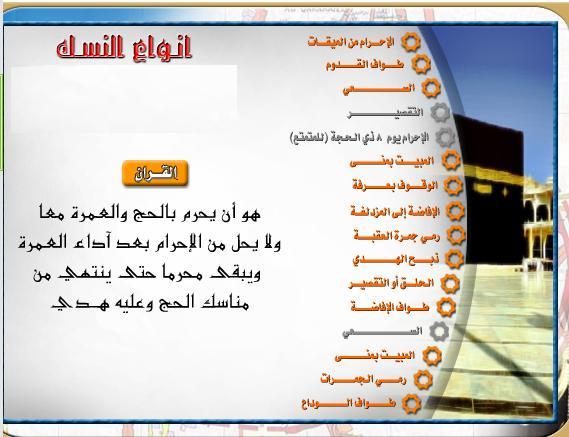 انواع النسك
الإحرام من الميقات
طواف القدوم
السعي
التقصير
الإحرام يوم ٨ ذي الحجة (للمتمتع)
المبيت بمنى
الوقوف بعرفة
الإفاضة إلى المزدلفة
رمي جمرة العقبة
ذبح الهدي
الحلق أو التقصير
طواف الإفاضة
السعي
المبيت بمنى
رمي الجمرات
طواف الوداع
القران
هو أن يحرم بالحج والعمرة معا
ولا يحل من الإحرام بعد آداء العمرة
ويبقى محرما حتى ينتهي من
مناسك الحج وعليه هدي